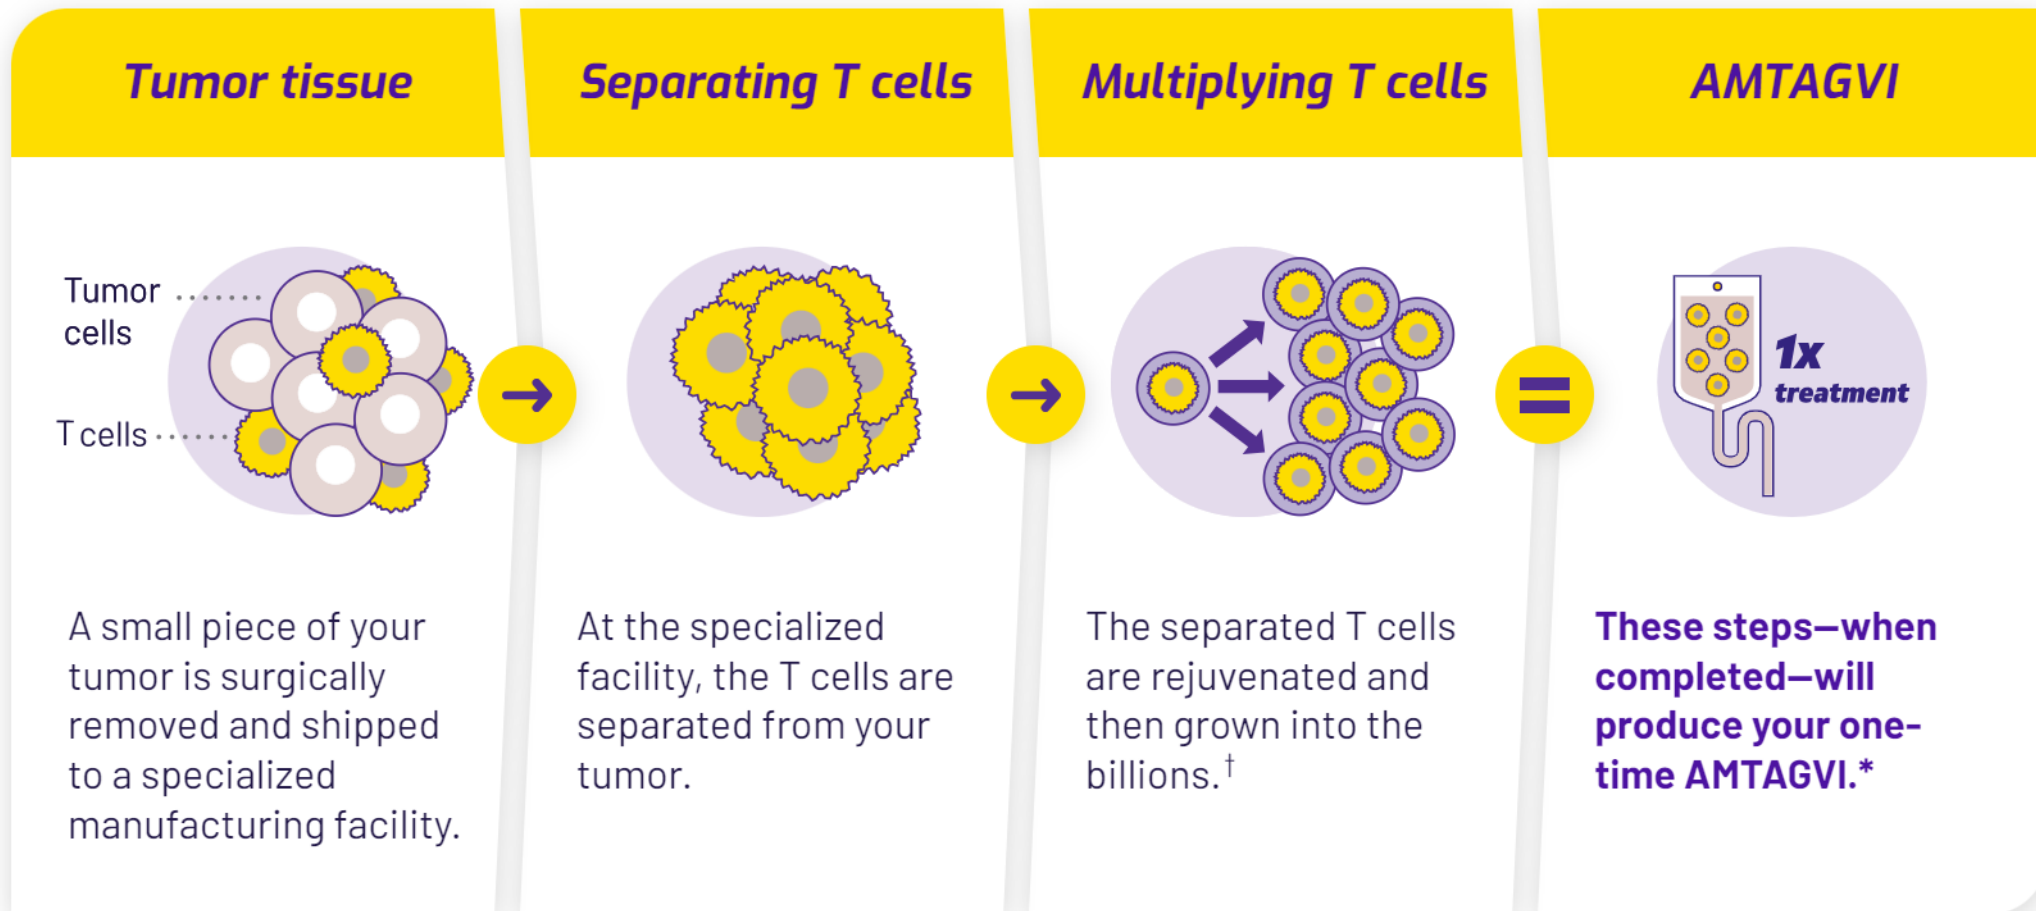 Tumor tissue
Tumor
cells
T cells
A small piece of your
tumor is surgically
removed and shipped
to a specialized
manufacturing facility.
Separating T cells
At the specialized
facility, the T cells are
separated from your
tumor.
Multiplying T cells
The separated T cells
are rejuvenated and
then grown into the
billions.†
AMTAGVI
1x
treatment
These steps—when
completed—will
produce your one-
time AMTAGVI.*